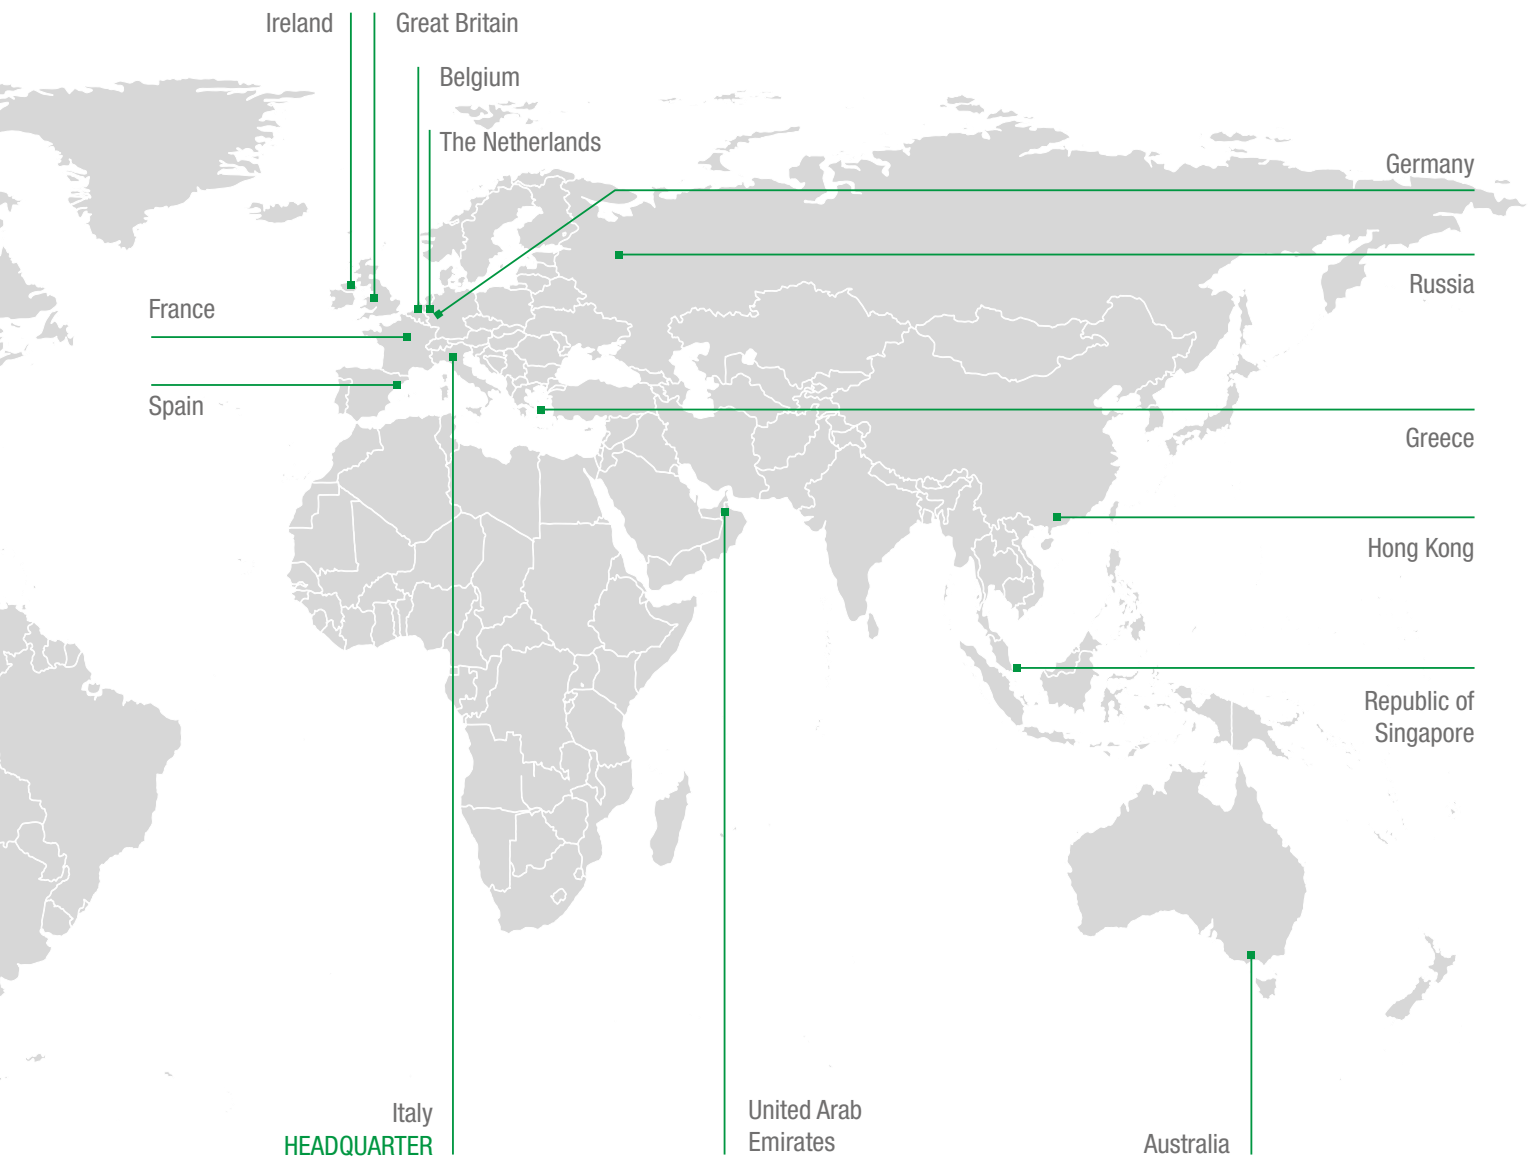 Ireland
Great Britain
Belgium
The Netherlands
Germany
Russia
France
Spain
Greece
Hong Kong
Republic of
Singapore
Italy
HEADQUARTER
United Arab
Emirates
Australia